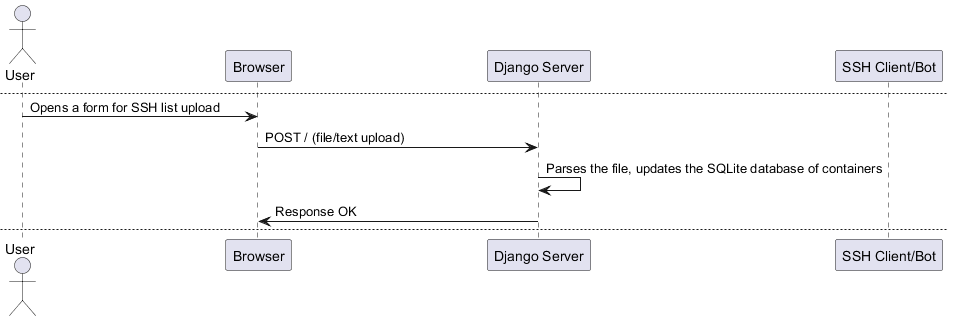 User
Browser
Django Server
SSH Client/Bot
Opens a form for SSH list upload
POST / (file/text upload)
Parses the file, updates the SQLite database of containers
Response OK
User
Browser
Django Server
SSH Client/Bot